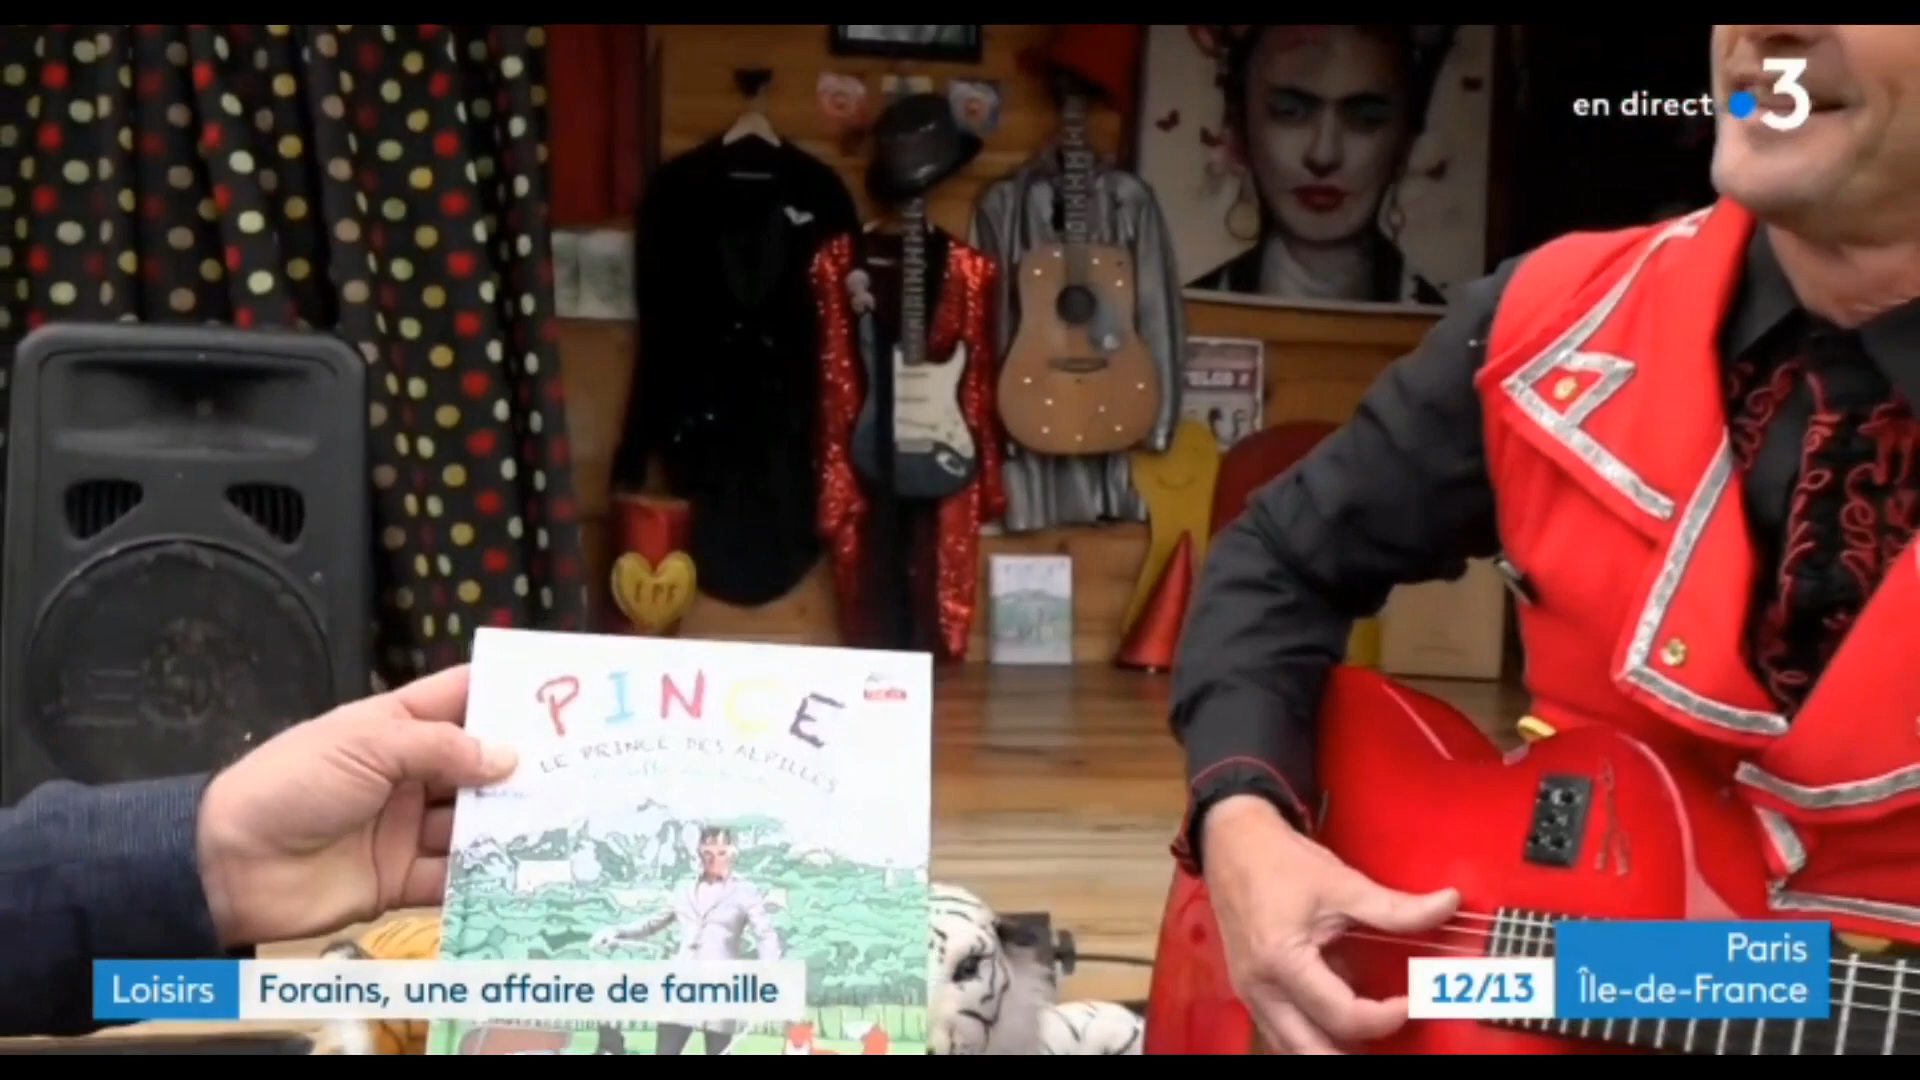 en direct 3
PINCE
LE PRINCE DES ALPILLES
Loisirs
Forains, une affaire de famille
12/13
Paris
Île-de-France